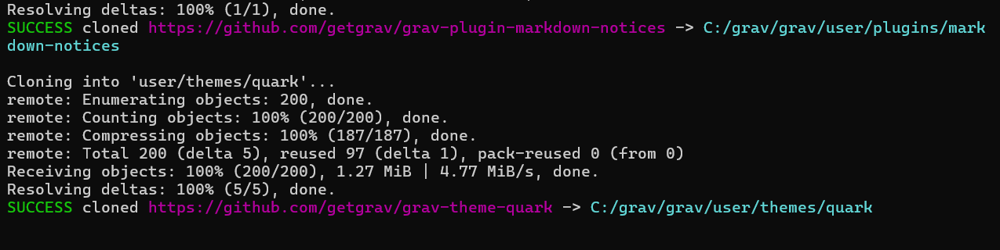 Resolving deltas: 100% (1/1), done.
SUCCESS cloned https://github.com/getgrav/grav-plugin-markdown-notices -> C:/grav/grav/user/plugins/mark
down-notices
Cloning into 'user/themes/quark'...
remote: Enumerating objects: 200, done.
remote: Counting objects: 100% (200/200), done.
remote: Compressing objects: 100% (187/187), done.
remote: Total 200 (delta 5), reused 97 (delta 1), pack-reused 0 (from 0)
Receiving objects: 100% (200/200), 1.27 MiB | 4.77 MiB/s, done.
Resolving deltas: 100% (5/5), done.
SUCCESS cloned https://github.com/getgrav/grav-theme-quark -> C:/grav/grav/user/themes/quark